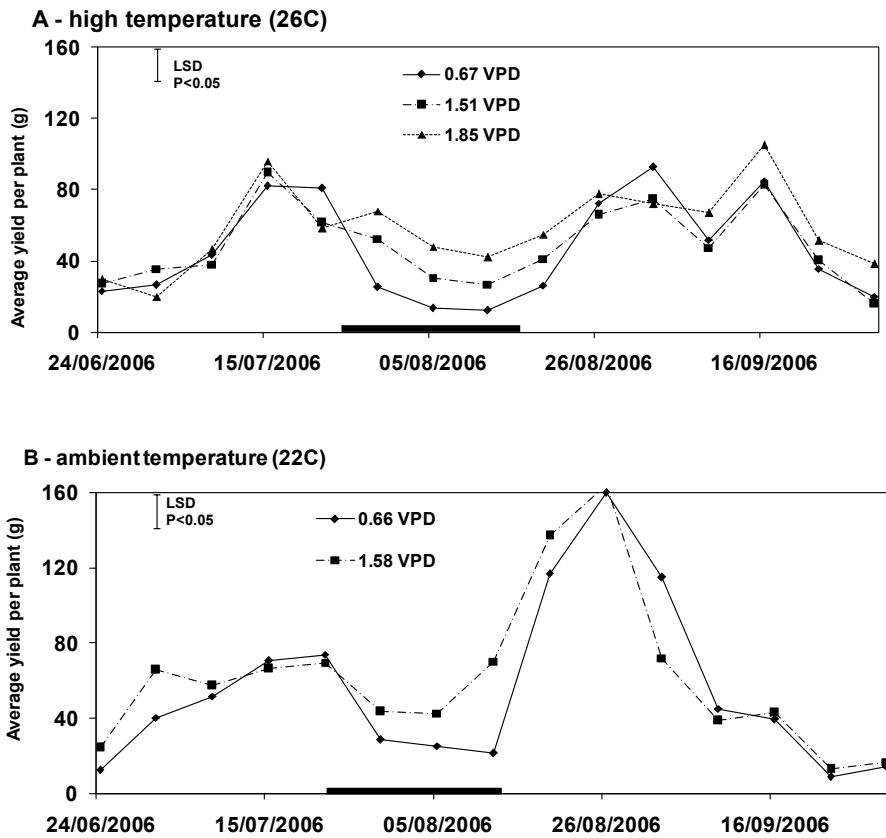 A - high temperature (26C)
160
LSD
P<0.05
0.67 VPD
1.51 VPD
1.85 VPD
120
80
40
0
Average yield per plant (g)
24/06/2006 15/07/2006 05/08/2006 26/08/2006 16/09/2006
B - ambient temperature (22C)
160
LSD
P<0.05
0.66 VPD
1.58 VPD
120
80
40
0
Average yield per plant (g)
24/06/2006 15/07/2006 05/08/2006 26/08/2006 16/09/2006